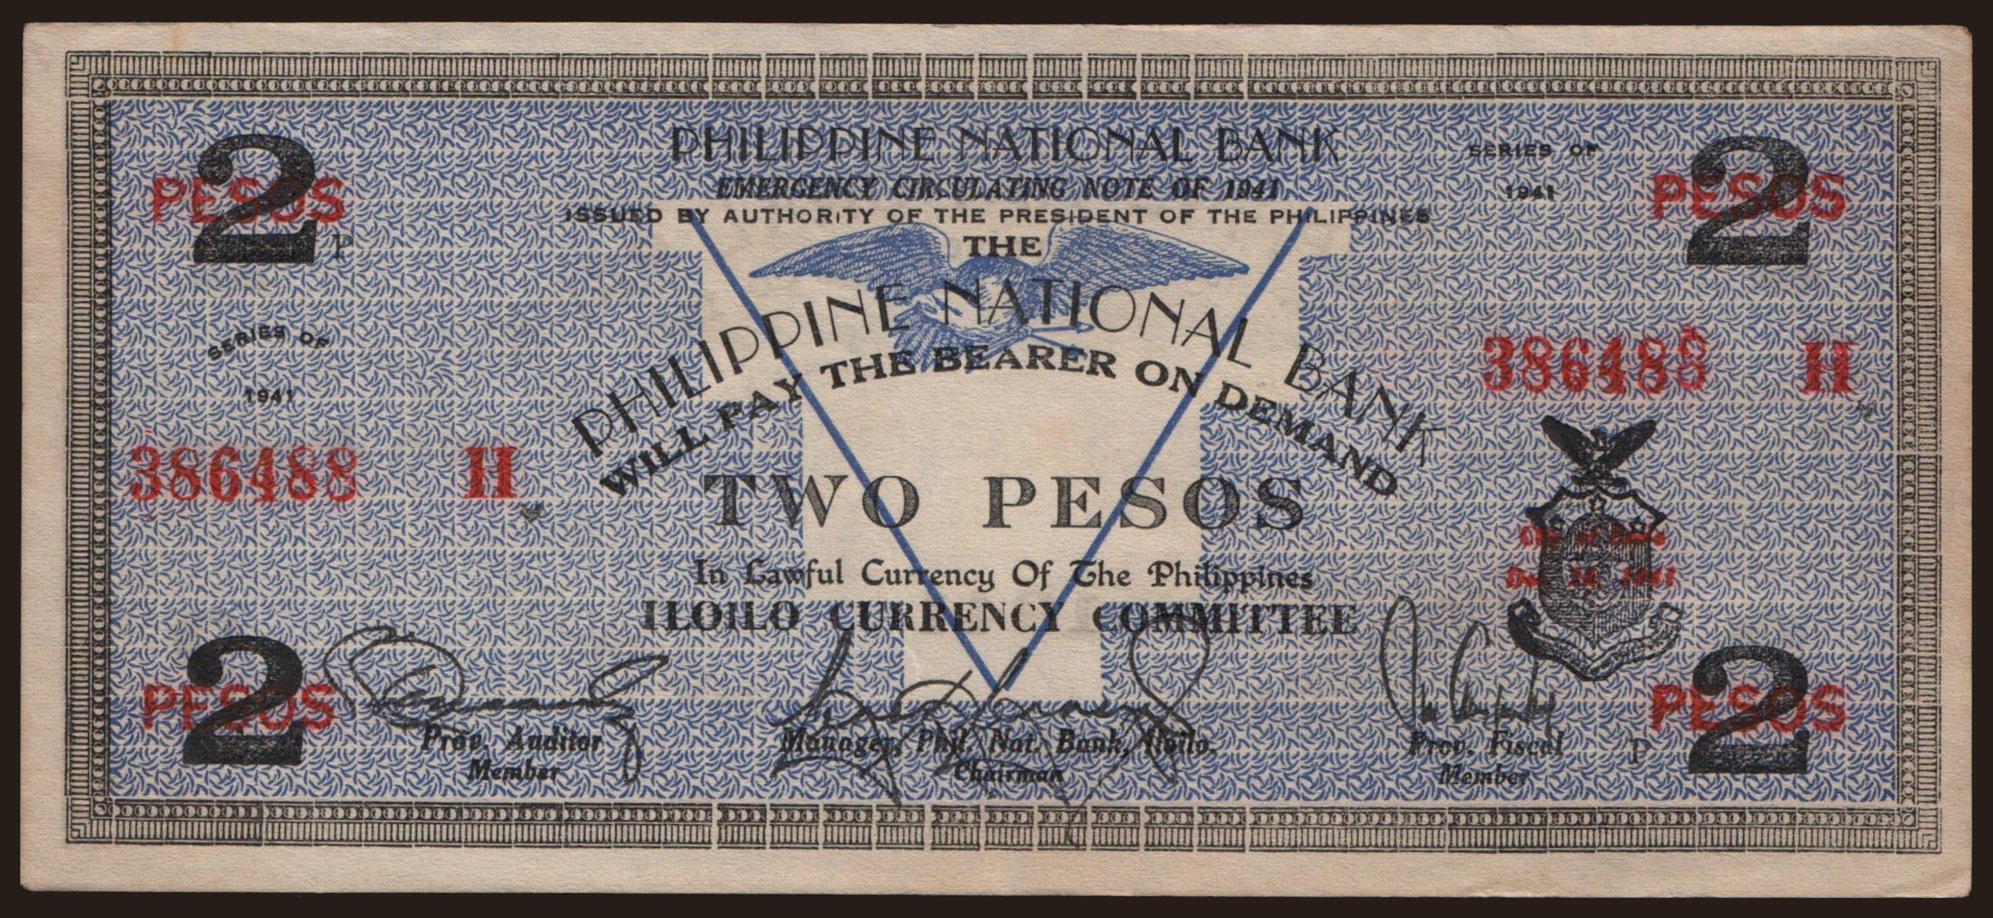 PHILIPPINE NATIONAL BANK
EMERGENCY CIRCULATING NOTE OF 1941
ISSUED BY AUTHORITY OF THE PRESIDENT OF THE PHILIPPINES
2 PESOS P
SERIES OF
1941
2 PESOS
THE
PHILIPPINE NATIONAL BANK
WILL PAY THE BEARER ON DEMAND
SERIES OF
1941
386488 H
386488 H
TWO PESOS
In Lawful Currency Of The Philippines
ILOILO CURRENCY COMMITTEE
Dec. 1941
2 PESOS
Prov. Auditor
Member
Manager, Phil. Nat. Bank, Iloilo.
Chairman
Prov. Fiscal
Member
P 2 PESOS